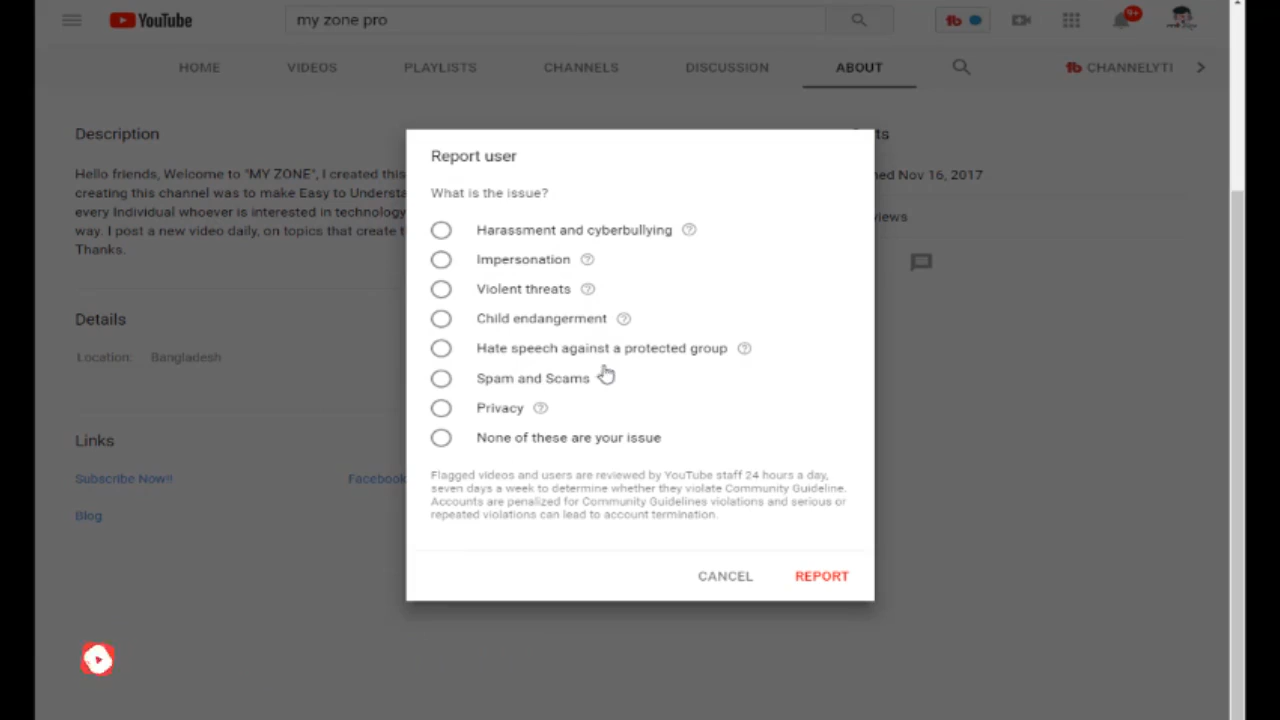 YouTube
my zone pro
9+
HOME
VIDEOS
PLAYLISTS
CHANNELS
DISCUSSION
ABOUT
CHANNELYTI
Description
Hello friends, Welcome to "MY ZONE", I created this
creating this channel was to make Easy to Understa
every Individual whoever is interested in technology
way. I post a new video daily, on topics that create t
Thanks.
Nov 16, 2017
Details
Location: Bangladesh
Links
Subscribe Now!!
Facebook
Blog
Report user
What is the issue?
Harassment and cyberbullying
Impersonation
Violent threats
Child endangerment
Hate speech against a protected group
Spam and Scams
Privacy
None of these are your issue
Flagged videos and users are reviewed by YouTube staff 24 hours a day,
seven days a week to determine whether they violate Community Guideline.
Accounts are penalized for Community Guidelines violations and serious or
repeated violations can lead to account termination.
CANCEL
REPORT